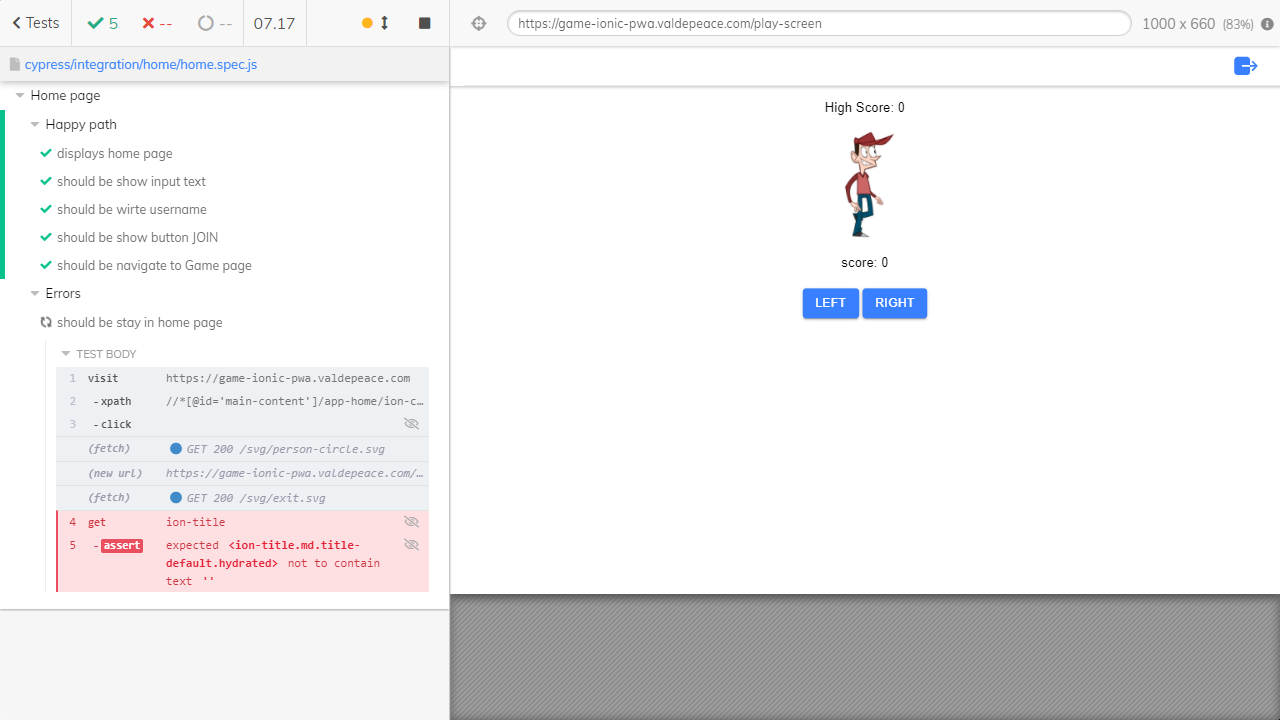 Tests
5
--
--
07.17
https://game-ionic-pwa.valdepeace.com/play-screen
1000 x 660 (83%)
cypress/integration/home/home.spec.js
Home page
Happy path
displays home page
should be show input text
should be wirte username
should be show button JOIN
should be navigate to Game page
Errors
should be stay in home page
TEST BODY
1 visit https://game-ionic-pwa.valdepeace.com
2 -xpath //*[@id='main-content']/app-home/ion-c…
3 -click
(fetch) GET 200 /svg/person-circle.svg
(new url) https://game-ionic-pwa.valdepeace.com/…
(fetch) GET 200 /svg/exit.svg
4 get ion-title
5 -assert expected <ion-title.md.title-
default.hydrated> not to contain
text ''
High Score: 0
score: 0
LEFT RIGHT